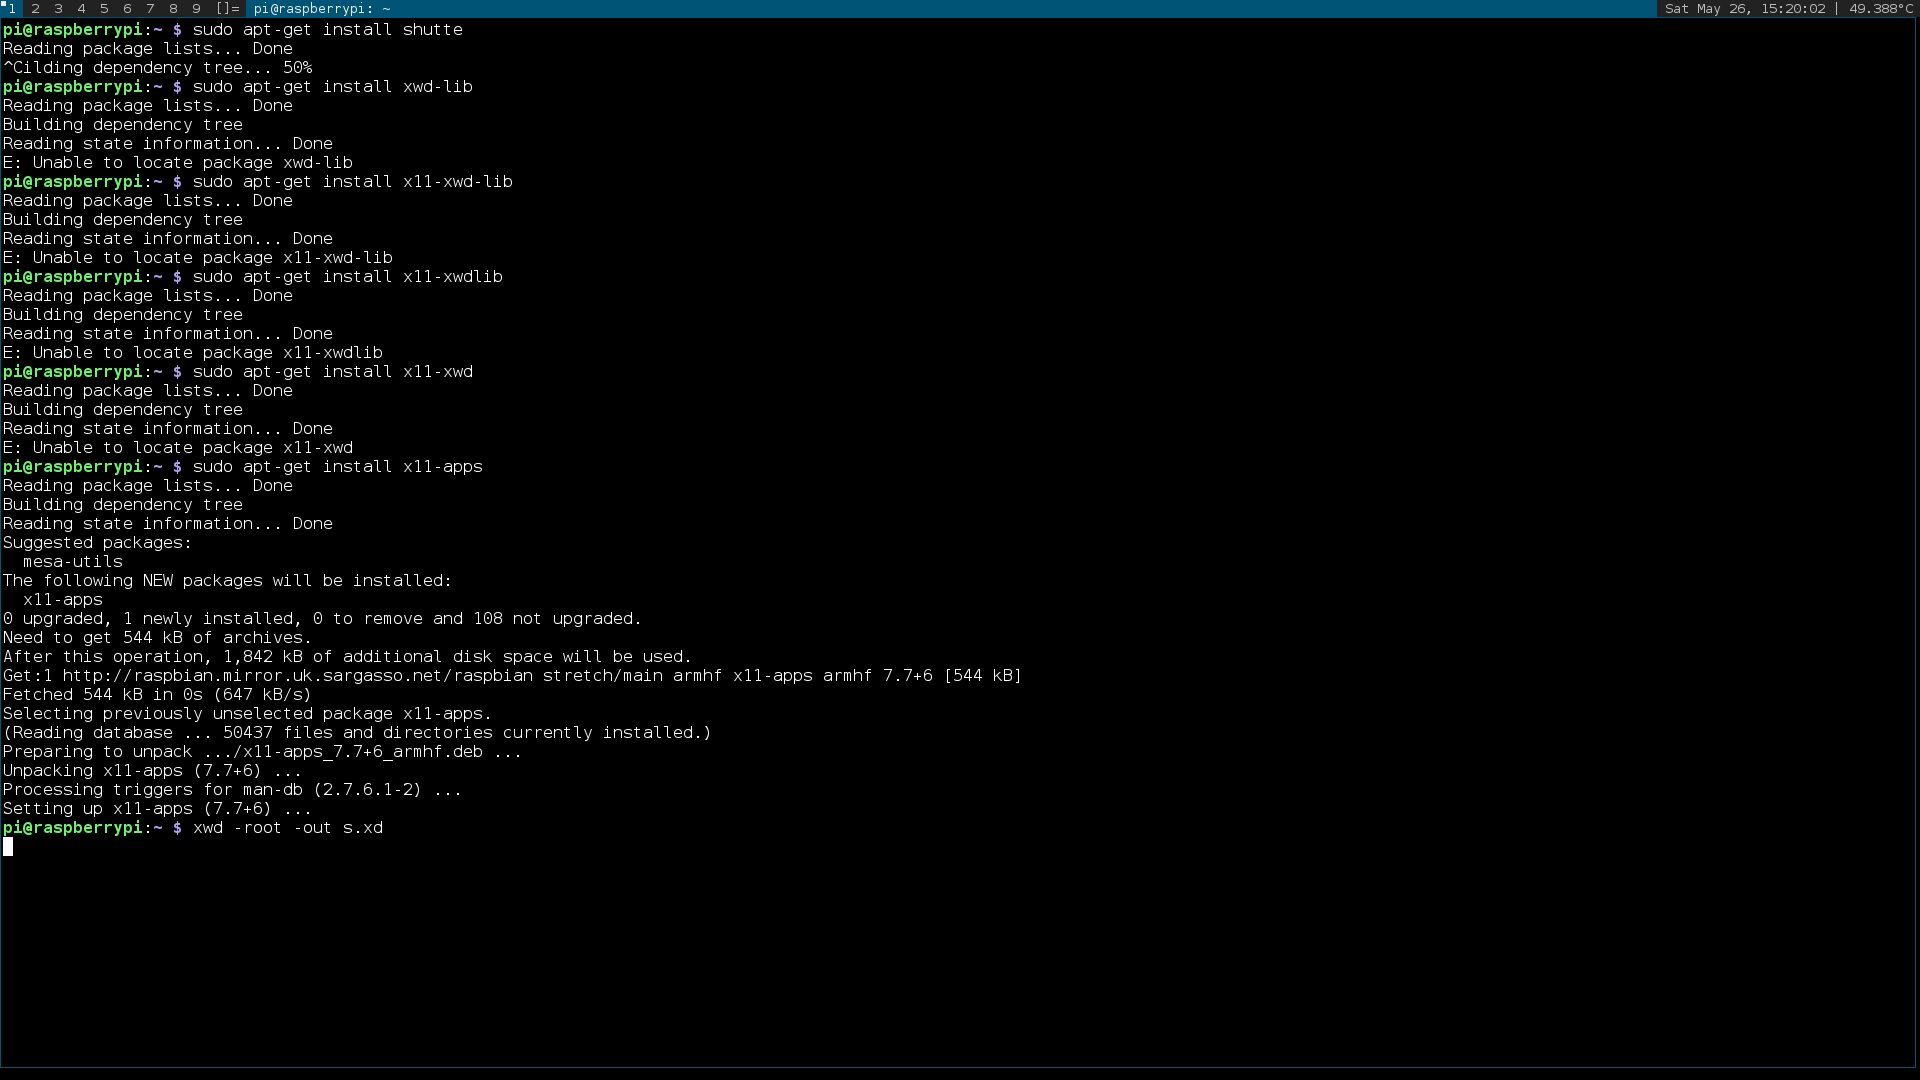 1 2 3 4 5 6 7 8 9 []= pi@raspberrypi: ~ Sat May 26, 15:20:02 | 49.388°C
pi@raspberrypi:~ $ sudo apt-get install shutte
Reading package lists... Done
^Cilding dependency tree... 50%
pi@raspberrypi:~ $ sudo apt-get install xwd-lib
Reading package lists... Done
Building dependency tree
Reading state information... Done
E: Unable to locate package xwd-lib
pi@raspberrypi:~ $ sudo apt-get install x11-xwd-lib
Reading package lists... Done
Building dependency tree
Reading state information... Done
E: Unable to locate package x11-xwd-lib
pi@raspberrypi:~ $ sudo apt-get install x11-xwdlib
Reading package lists... Done
Building dependency tree
Reading state information... Done
E: Unable to locate package x11-xwdlib
pi@raspberrypi:~ $ sudo apt-get install x11-xwd
Reading package lists... Done
Building dependency tree
Reading state information... Done
E: Unable to locate package x11-xwd
pi@raspberrypi:~ $ sudo apt-get install x11-apps
Reading package lists... Done
Building dependency tree
Reading state information... Done
Suggested packages:
  mesa-utils
The following NEW packages will be installed:
  x11-apps
0 upgraded, 1 newly installed, 0 to remove and 108 not upgraded.
Need to get 544 kB of archives.
After this operation, 1,842 kB of additional disk space will be used.
Get:1 http://raspbian.mirror.uk.sargasso.net/raspbian stretch/main armhf x11-apps armhf 7.7+6 [544 kB]
Fetched 544 kB in 0s (647 kB/s)
Selecting previously unselected package x11-apps.
(Reading database ... 50437 files and directories currently installed.)
Preparing to unpack .../x11-apps_7.7+6_armhf.deb ...
Unpacking x11-apps (7.7+6) ...
Processing triggers for man-db (2.7.6.1-2) ...
Setting up x11-apps (7.7+6) ...
pi@raspberrypi:~ $ xwd -root -out s.xd